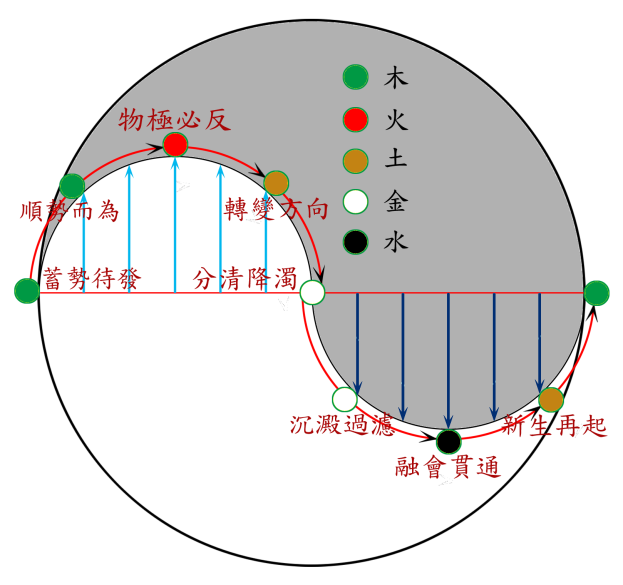 木
物極必反
火
土
順勢而為
轉變方向
金
水
蓄勢待發
分清降濁
沉澱過濾
新生再起
融會貫通